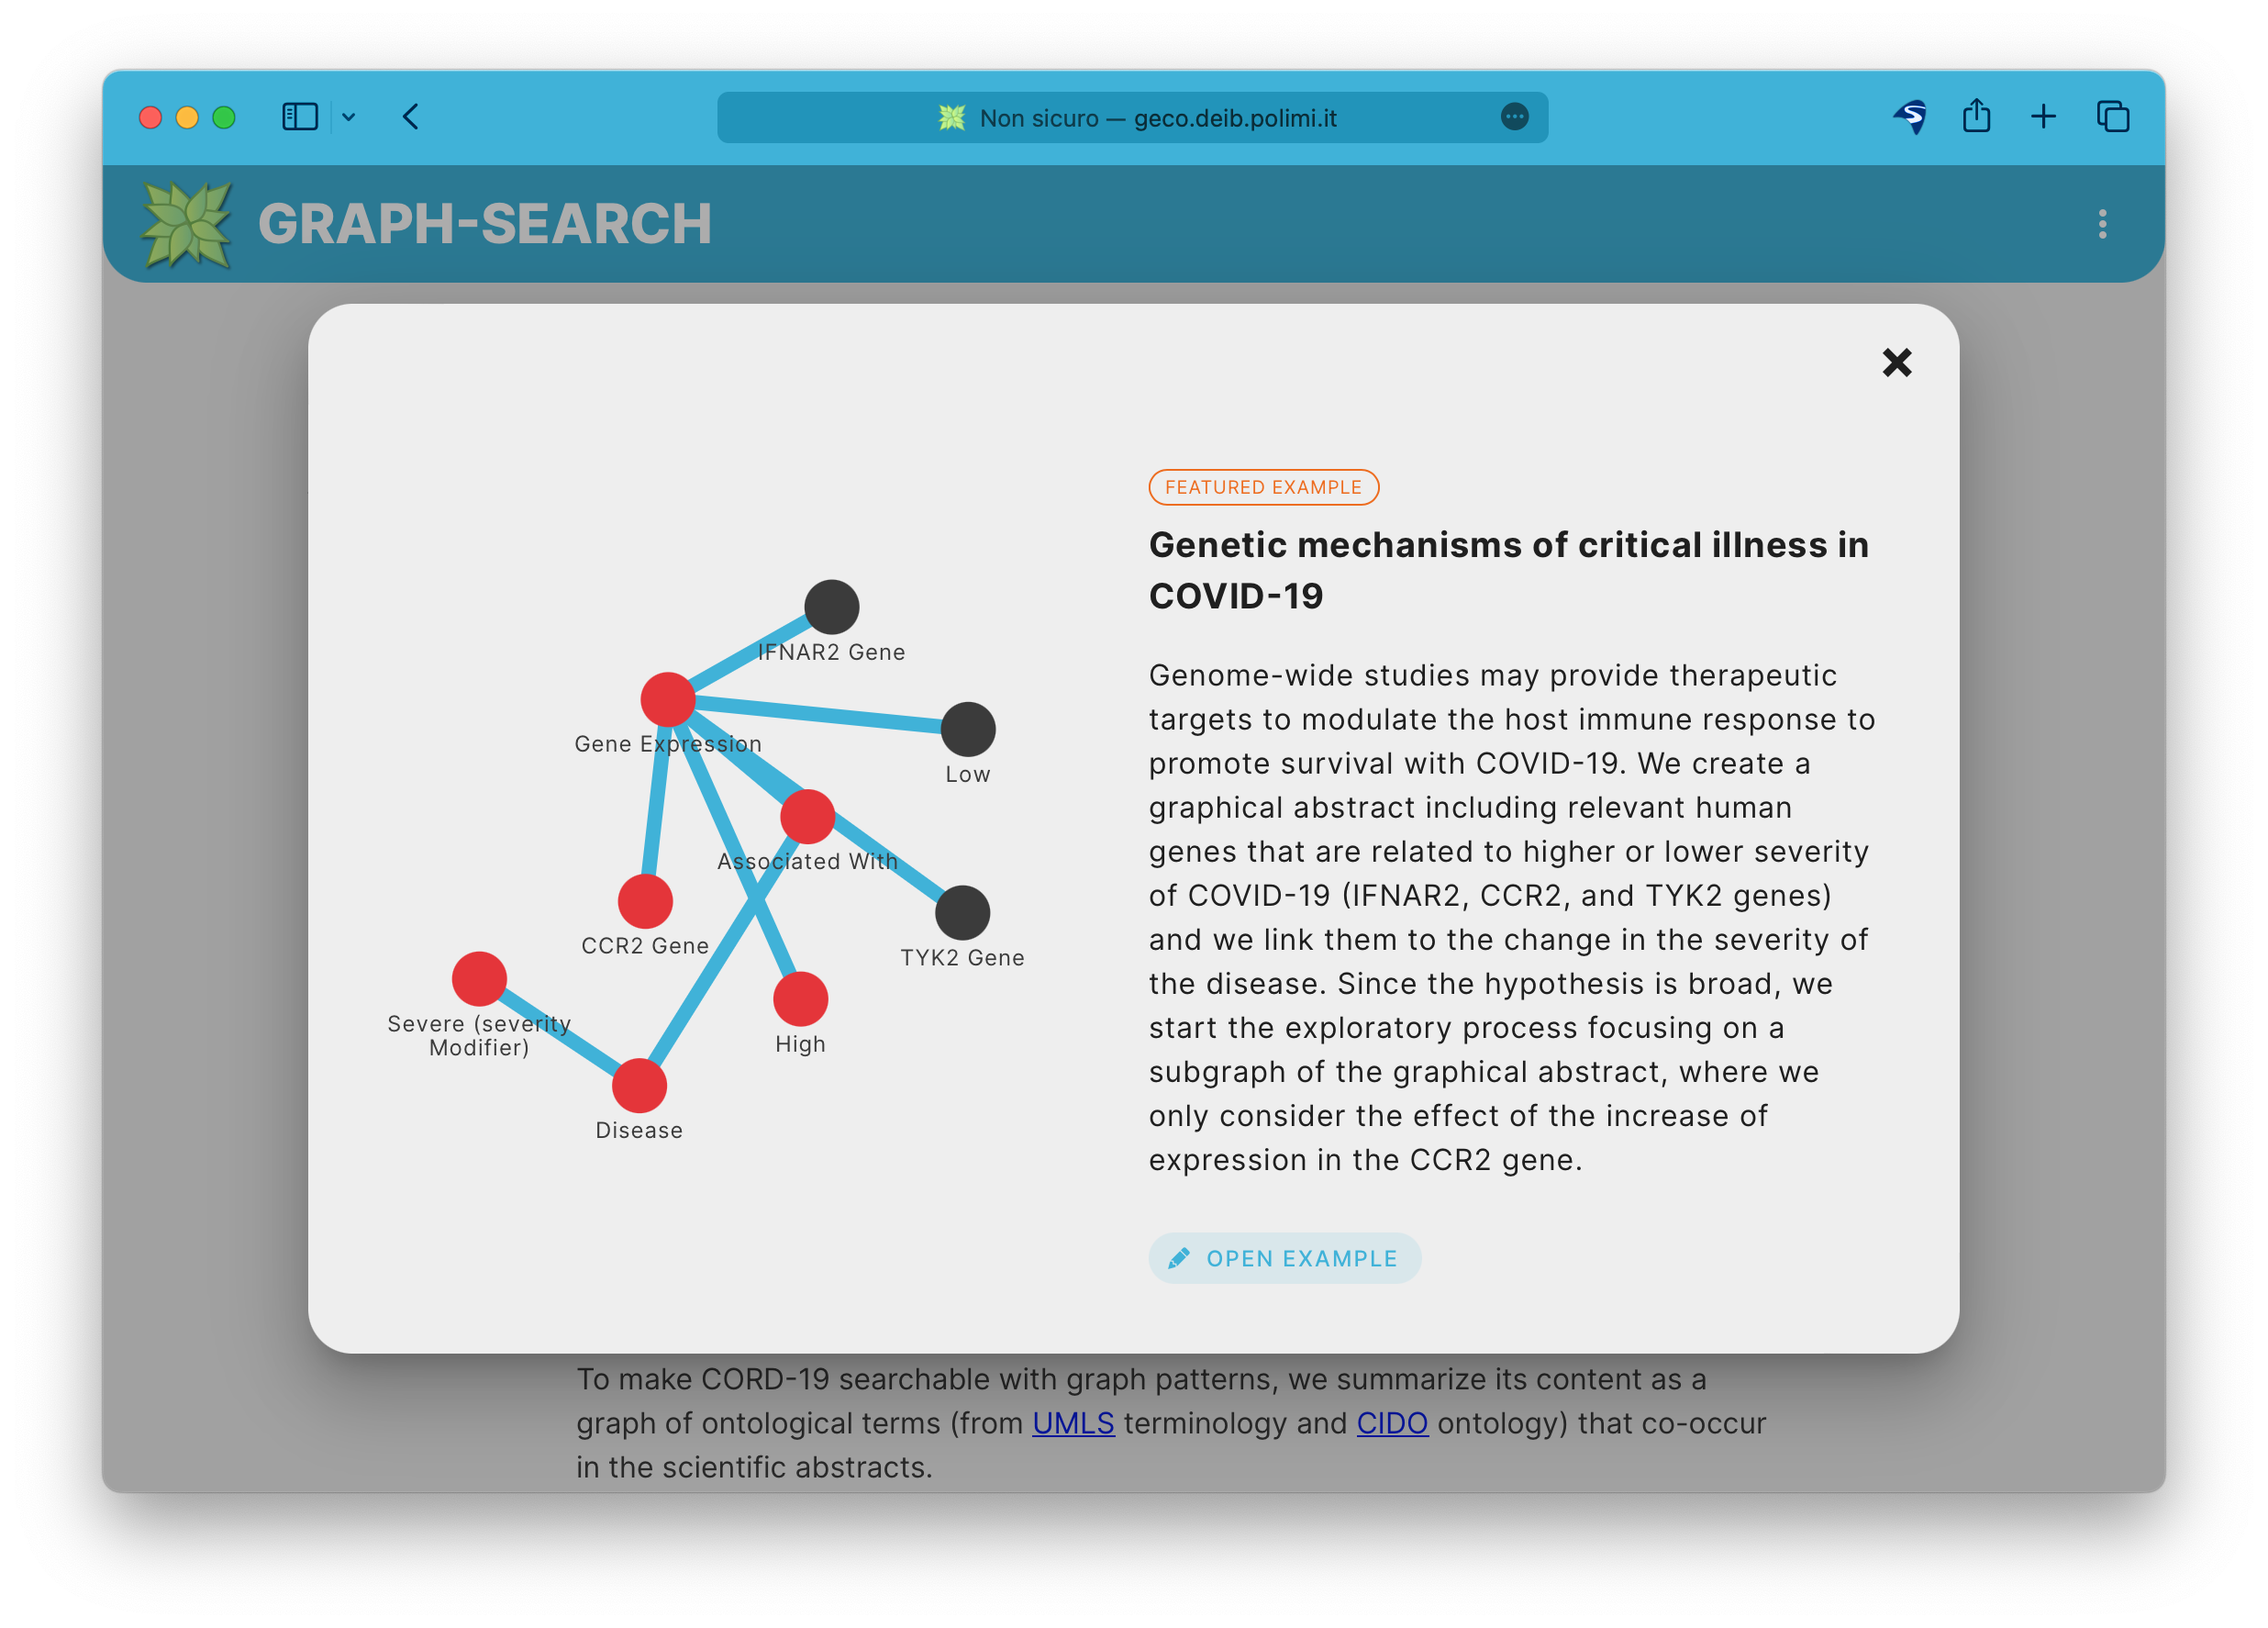 Non sicuro — geco.deib.polimi.it
GRAPH-SEARCH
IFNAR2 Gene
Gene Expression
Low
Associated With
CCR2 Gene
TYK2 Gene
Severe (severity
Modifier)
High
Disease
FEATURED EXAMPLE
Genetic mechanisms of critical illness in
COVID-19
Genome-wide studies may provide therapeutic
targets to modulate the host immune response to
promote survival with COVID-19. We create a
graphical abstract including relevant human
genes that are related to higher or lower severity
of COVID-19 (IFNAR2, CCR2, and TYK2 genes)
and we link them to the change in the severity of
the disease. Since the hypothesis is broad, we
start the exploratory process focusing on a
subgraph of the graphical abstract, where we
only consider the effect of the increase of
expression in the CCR2 gene.
OPEN EXAMPLE
To make CORD-19 searchable with graph patterns, we summarize its content as a
graph of ontological terms (from UMLS terminology and CIDO ontology) that co-occur
in the scientific abstracts.